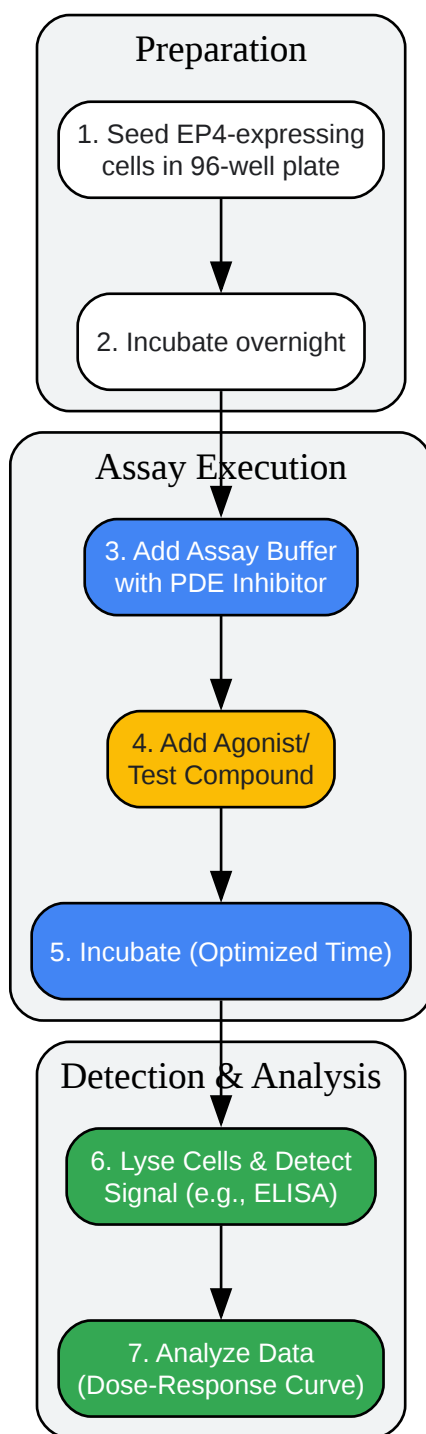 Preparation
1. Seed EP4-expressing
cells in 96-well plate
2. Incubate overnight
Assay Execution
3. Add Assay Buffer
with PDE Inhibitor
4. Add Agonist/
Test Compound
5. Incubate (Optimized Time)
Detection & Analysis
6. Lyse Cells & Detect
Signal (e.g., ELISA)
7. Analyze Data
(Dose-Response Curve)